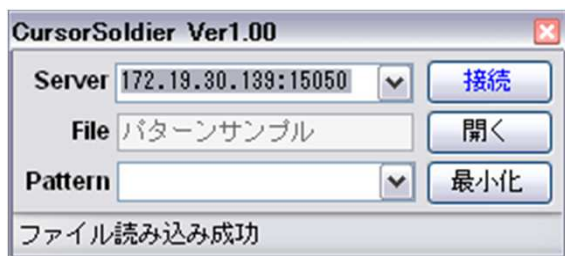 CursorSoldier Ver1.00
Server 172.19.30.139:15050 接続
File パターンサンプル 開く
Pattern 最小化
ファイル読み込み成功